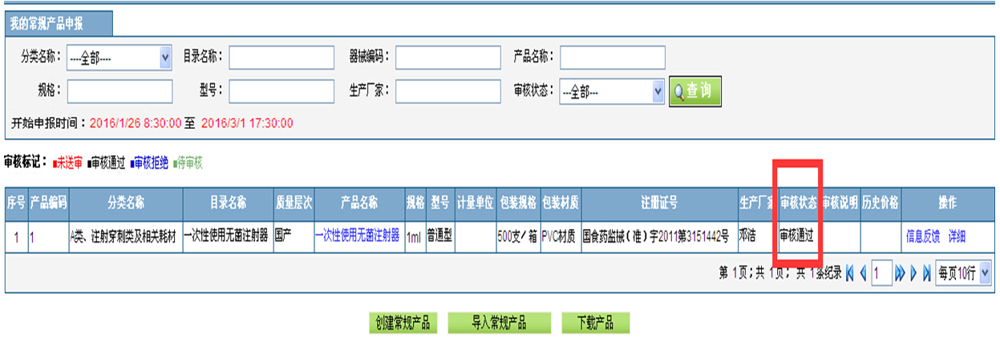 我的常规产品申报
分类名称： ----全部---- 目录名称： 器械编码： 产品名称：
规格： 型号： 生产厂家： 审核状态： ---全部--- 查询
开始申报时间：2016/1/26 8:30:00 至 2016/3/1 17:30:00
审核标记：■未送审 ■审核通过 ■审核拒绝 ■待审核
序号 产品编码 分类名称 目录名称 质量层次 产品名称 规格 型号 计量单位 包装规格 包装材质 注册证号 生产厂家 审核状态 审核说明 历史价格 操作
1 1 A类、注射穿刺类及相关耗材 一次性使用无菌注射器 国产 一次性使用无菌注射器 1ml 普通型 500支/箱 PVC材质 国食药监械(准)字2011第3151442号 邓浩 审核通过 信息反馈 详细
第 1页；共 1页； 共 1条纪录 1 每页10行
创建常规产品 导入常规产品 下载产品